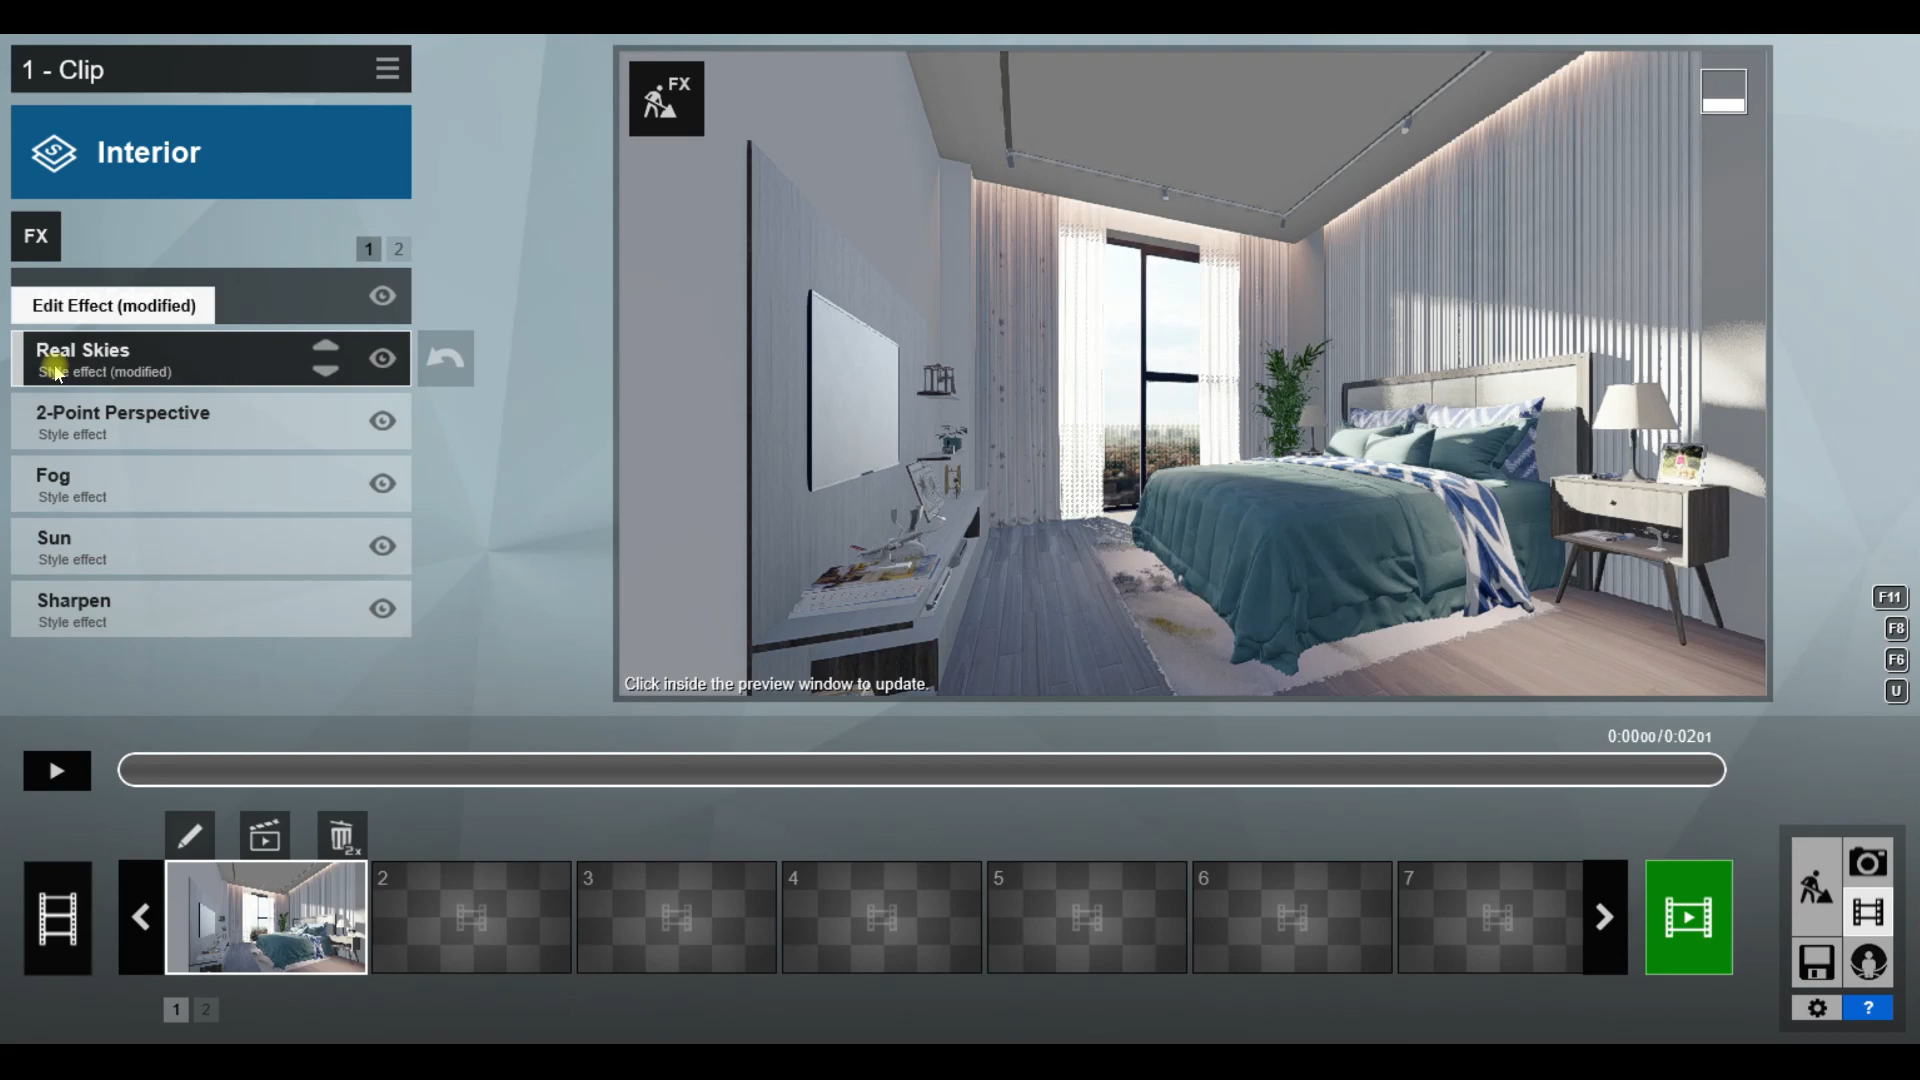 1 - Clip
Interior
FX
1 2
Edit Effect (modified)
Real Skies
Style effect (modified)
2-Point Perspective
Style effect
Fog
Style effect
Sun
Style effect
Sharpen
Style effect
FX
Click inside the preview window to update.
F11
F8
F6
U
0:0000/0:0201
2x
2
3
4
5
6
7
1 2
?